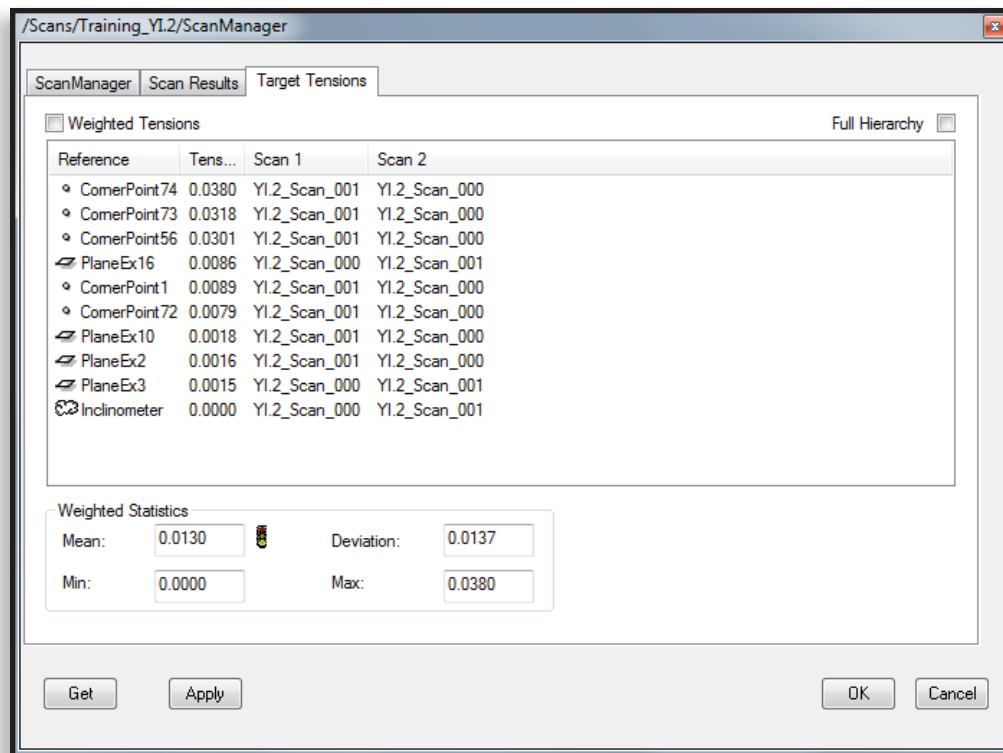 /Scans/Training_YI.2/ScanManager
ScanManager Scan Results Target Tensions
Weighted Tensions Full Hierarchy
Reference Tens... Scan 1 Scan 2
CornerPoint74 0.0380 YI.2_Scan_001 YI.2_Scan_000
CornerPoint73 0.0318 YI.2_Scan_001 YI.2_Scan_000
CornerPoint56 0.0301 YI.2_Scan_001 YI.2_Scan_000
PlaneEx16 0.0086 YI.2_Scan_000 YI.2_Scan_001
CornerPoint1 0.0089 YI.2_Scan_001 YI.2_Scan_000
CornerPoint72 0.0079 YI.2_Scan_001 YI.2_Scan_000
PlaneEx10 0.0018 YI.2_Scan_001 YI.2_Scan_000
PlaneEx2 0.0016 YI.2_Scan_001 YI.2_Scan_000
PlaneEx3 0.0015 YI.2_Scan_000 YI.2_Scan_001
Inclinometer 0.0000 YI.2_Scan_000 YI.2_Scan_001
Weighted Statistics
Mean: 0.0130 Deviation: 0.0137
Min: 0.0000 Max: 0.0380
Get Apply OK Cancel